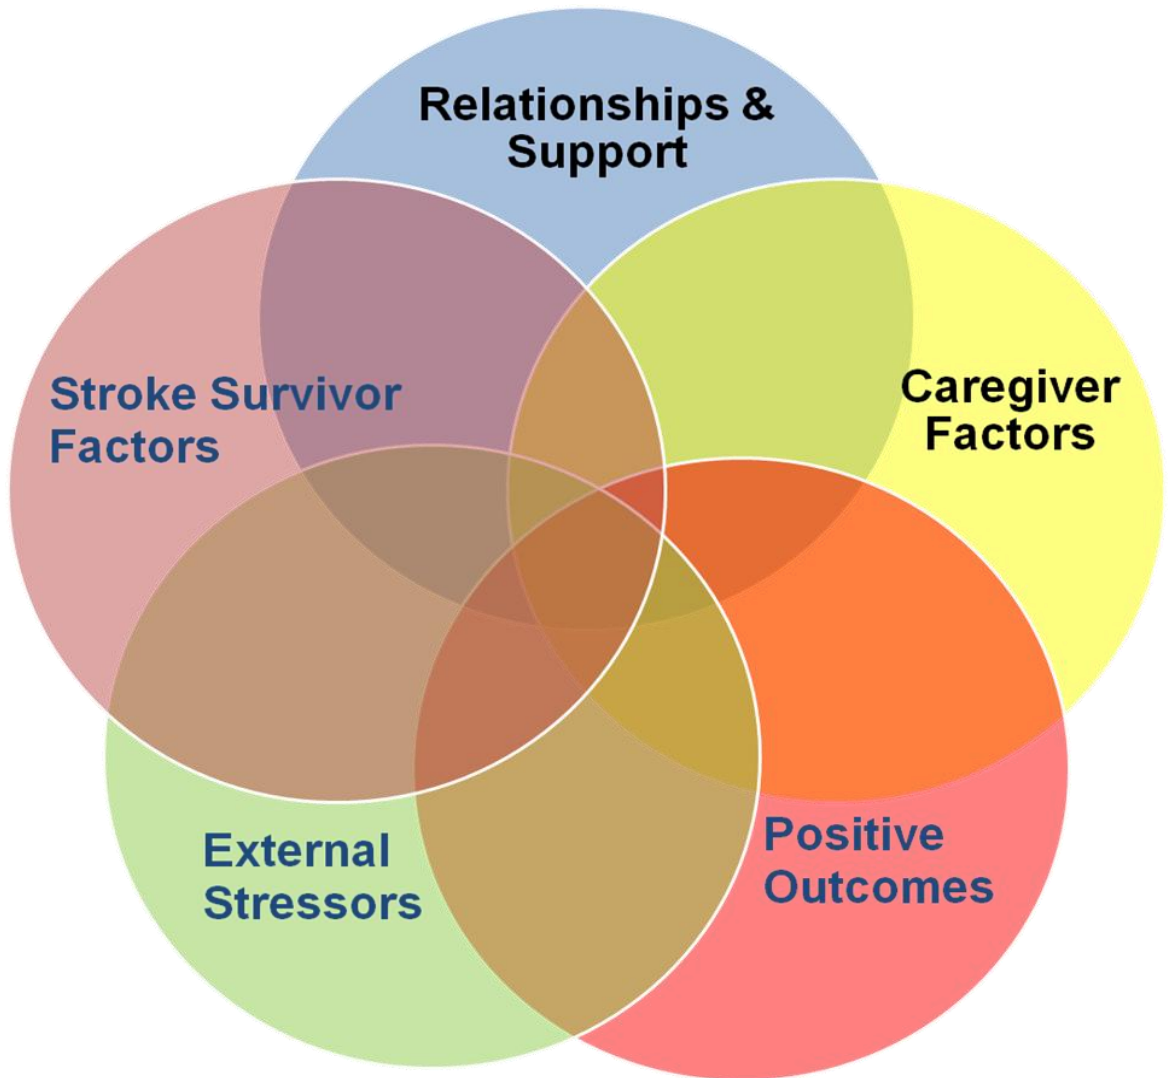 Relationships &
Support
Stroke Survivor
Factors
Caregiver
Factors
External
Stressors
Positive
Outcomes